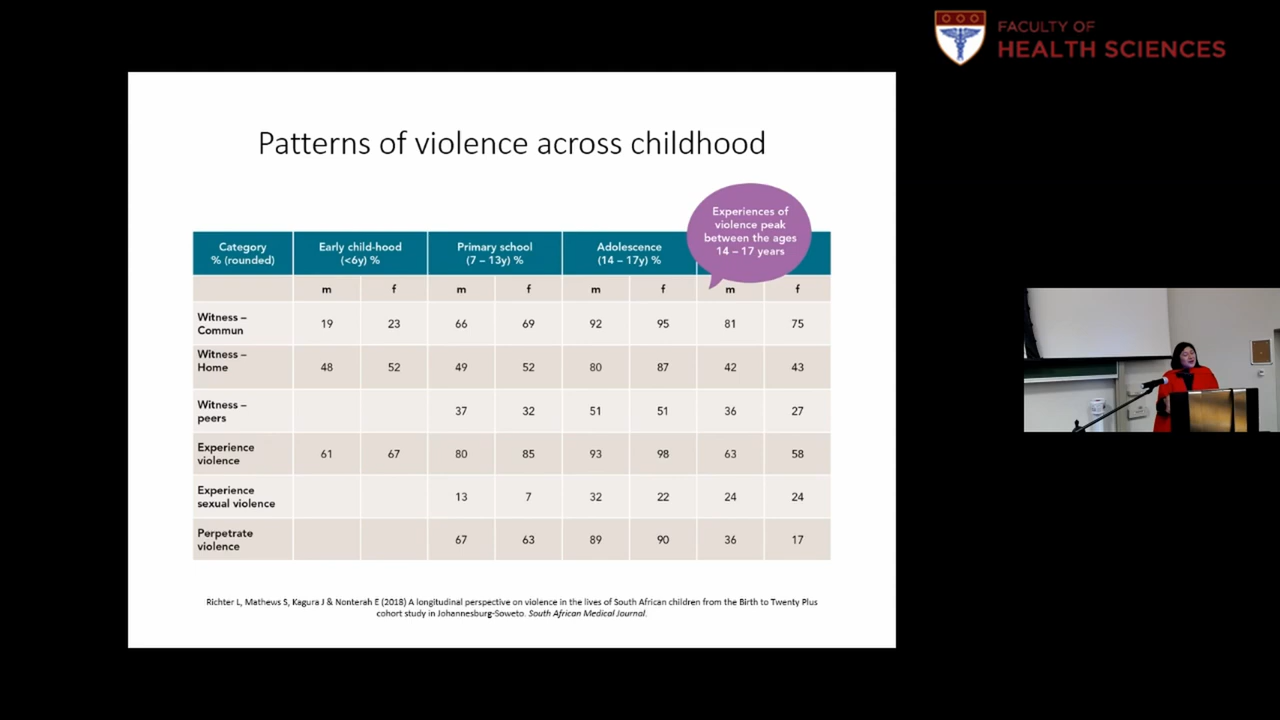 FACULTY OF
HEALTH SCIENCES
Patterns of violence across childhood
Experiences of
violence peak
between the ages
14 – 17 years
Category
% (rounded)
Early child-hood
(<6y) %
Primary school
(7 – 13y) %
Adolescence
(14 – 17y) %
m f m f m f m f
Witness –
Commun
19 23 66 69 92 95 81 75
Witness –
Home
48 52 49 52 80 87 42 43
Witness –
peers
37 32 51 51 36 27
Experience
violence
61 67 80 85 93 98 63 58
Experience
sexual violence
13 7 32 22 24 24
Perpetrate
violence
67 63 89 90 36 17
Richter L, Mathews S, Kagura J & Nonterah E (2018) A longitudinal perspective on violence in the lives of South African children from the Birth to Twenty Plus
cohort study in Johannesburg-Soweto. South African Medical Journal.